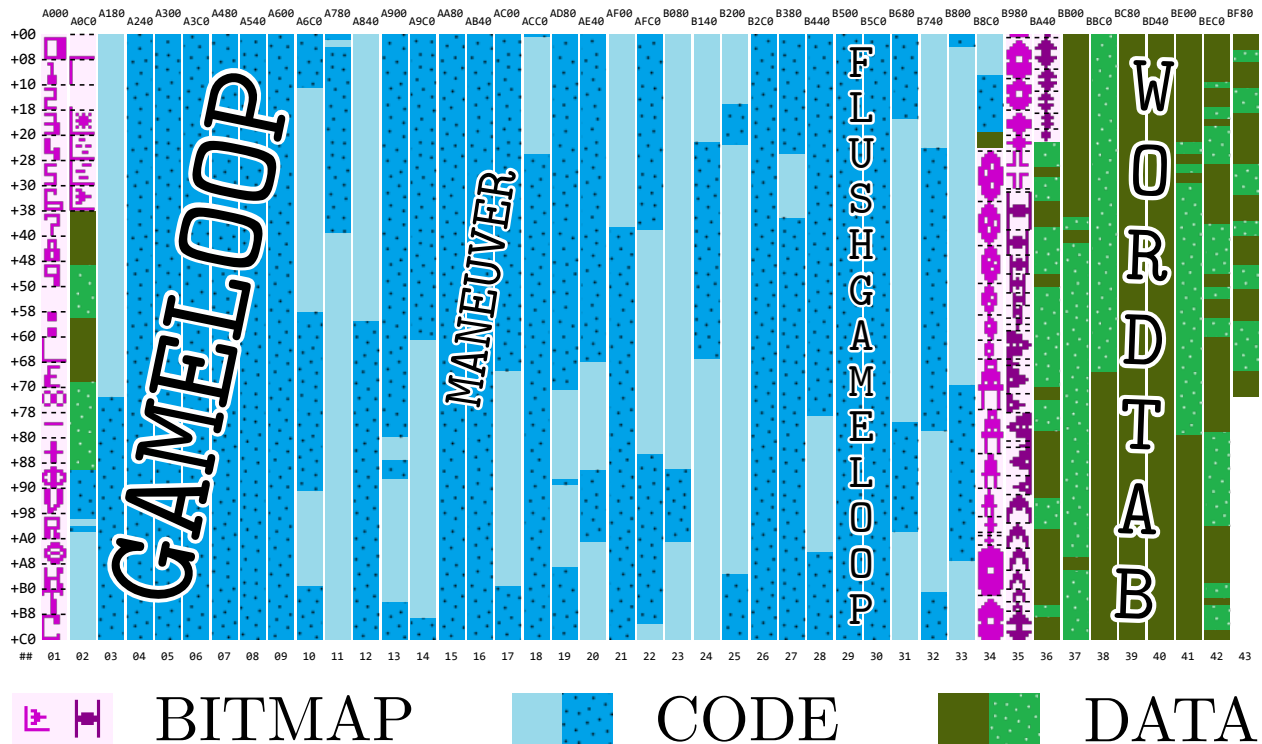 A000 A180 A300 A480 A600 A780 A900 AA80 AC00 AD80 AF00 B080 B200 B380 B500 B680 B800 B980 BB00 BC80 BE00 BF80
A0C0 A240 A3C0 A540 A6C0 A840 A9C0 AB40 ACC0 AE40 AFC0 B140 B2C0 B440 B5C0 B740 B8C0 BA40 BBC0 BD40 BEC0
+00
+08
+10
+18
+20
+28
+30
+38
+40
+48
+50
+58
+60
+68
+70
+78
+80
+88
+90
+98
+A0
+A8
+B0
+B8
+C0
GAMELOOP
MANEUVER
FLUSHGAMELOOP
WORDTAB
## 01 02 03 04 05 06 07 08 09 10 11 12 13 14 15 16 17 18 19 20 21 22 23 24 25 26 27 28 29 30 31 32 33 34 35 36 37 38 39 40 41 42 43
BITMAP CODE DATA